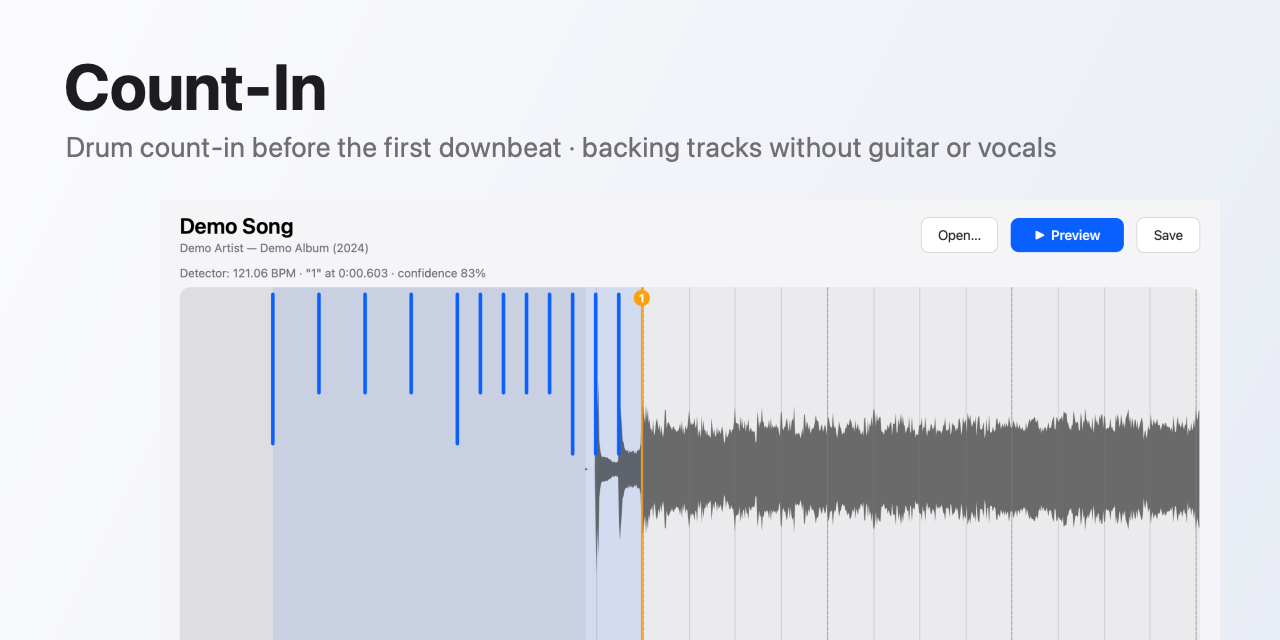 Count-In
Drum count-in before the first downbeat · backing tracks without guitar or vocals
Demo Song
Demo Artist — Demo Album (2024)
Open...
Preview
Save
Detector: 121.06 BPM · "1" at 0:00.603 · confidence 83%
1